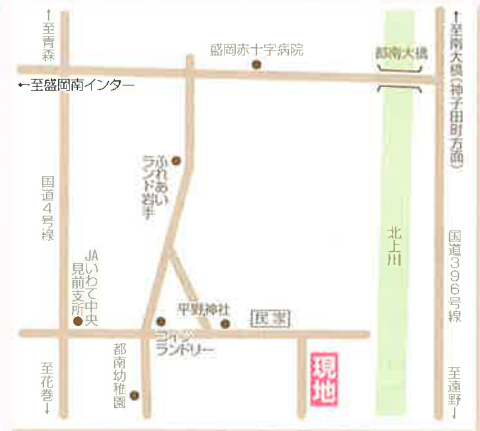 ←至青森
盛岡赤十字病院
都南大橋
←至南大橋(神子田町方面)
←至盛岡南インター
ふれあい
ランド岩手
国道4号線
北上川
国道396号線
JAいわて中央
見前支所
平野神社
民家
コイン
ランドリー
都南幼稚園
現地
至花巻→
至遠野→